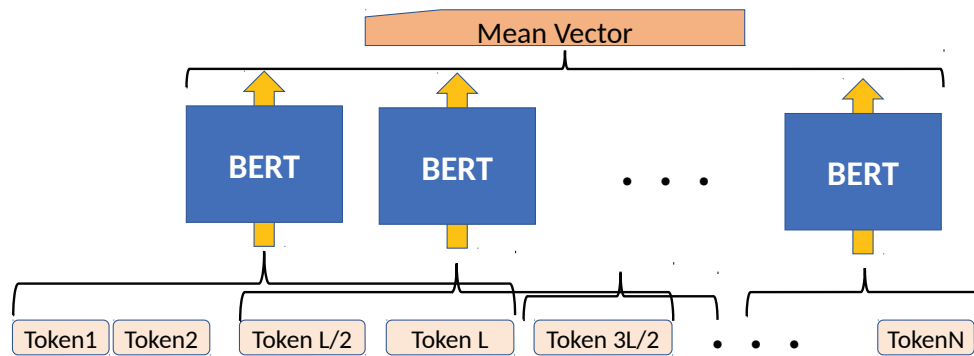 Mean Vector
BERT BERT BERT
. . .
Token1 Token2 Token L/2 Token L Token 3L/2 . . . TokenN